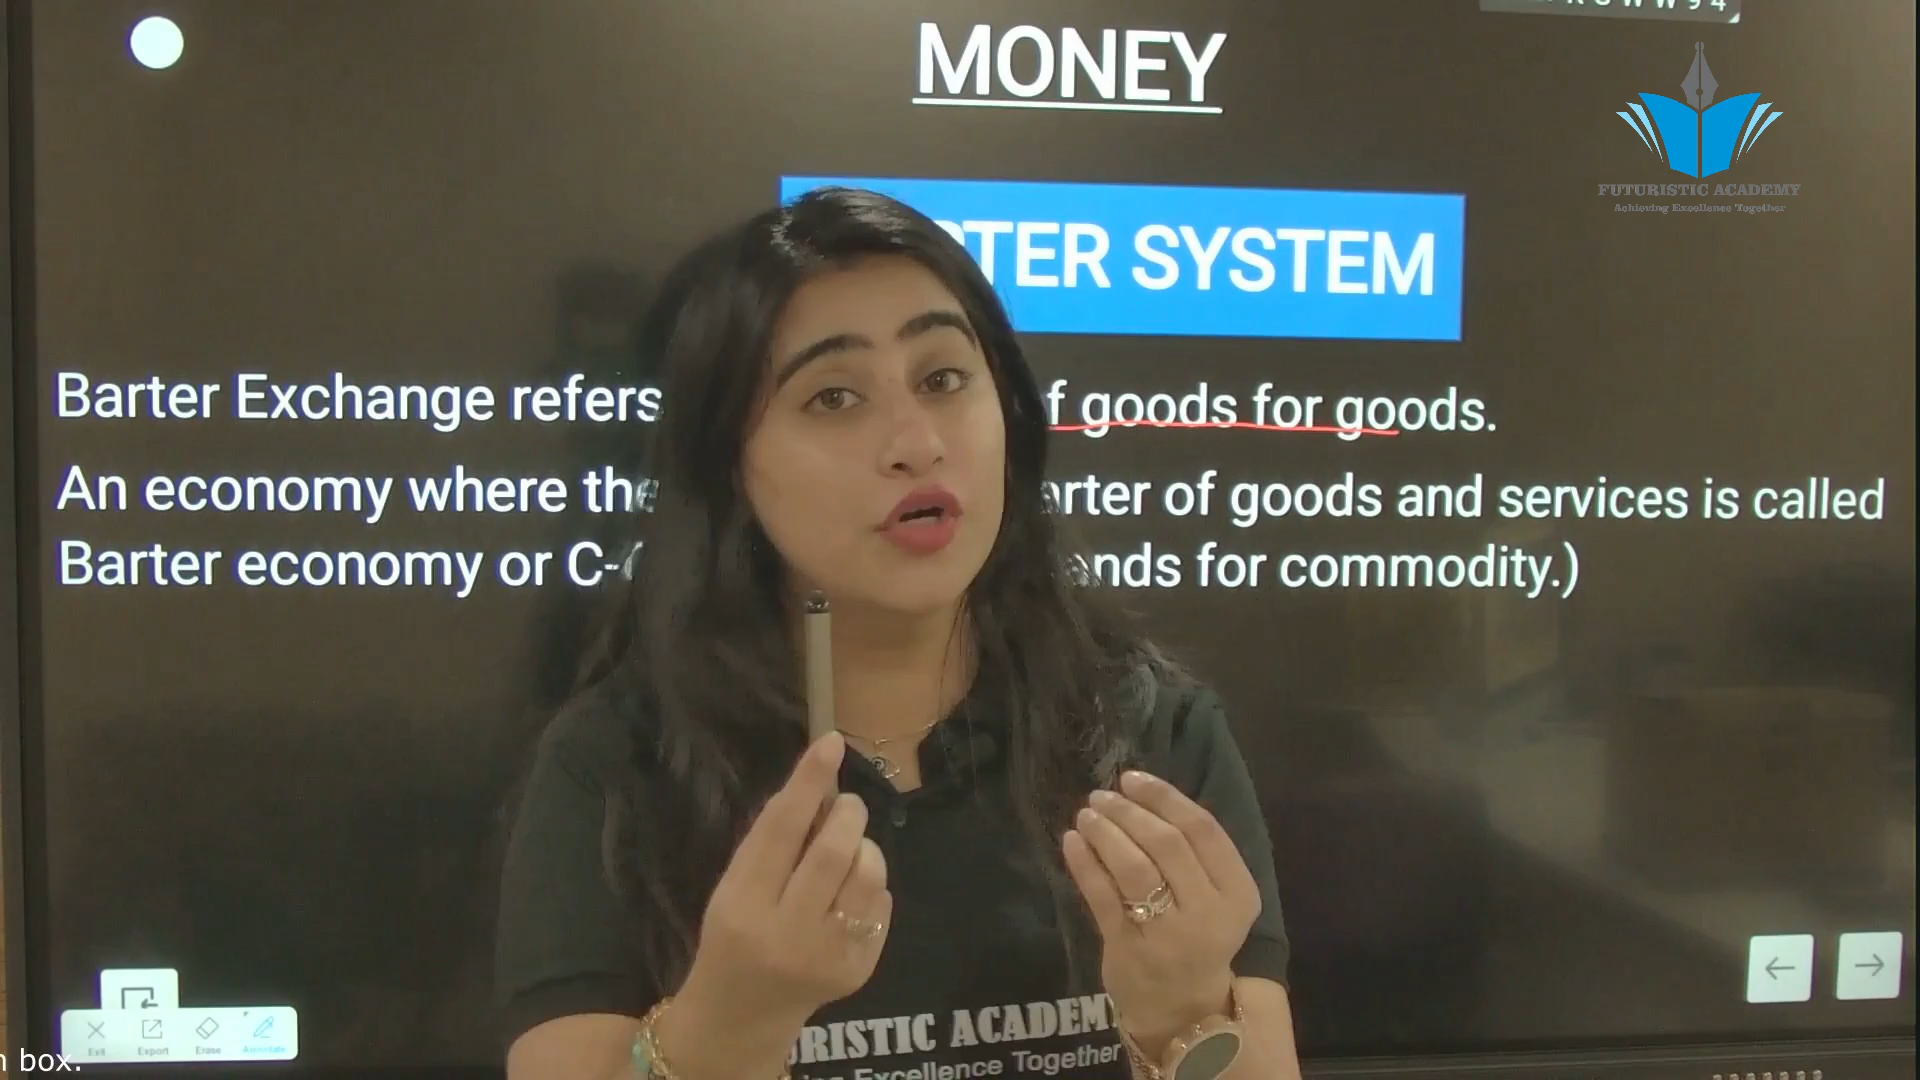 MONEY
FUTURISTIC ACADEMY
Achieving Excellence Together
TER SYSTEM
Barter Exchange refers f goods for goods.
An economy where the arter of goods and services is called
Barter economy or C- nds for commodity.)
Exit Export Erase Annotate
box.
RISTIC ACADEMY
Excellence Together